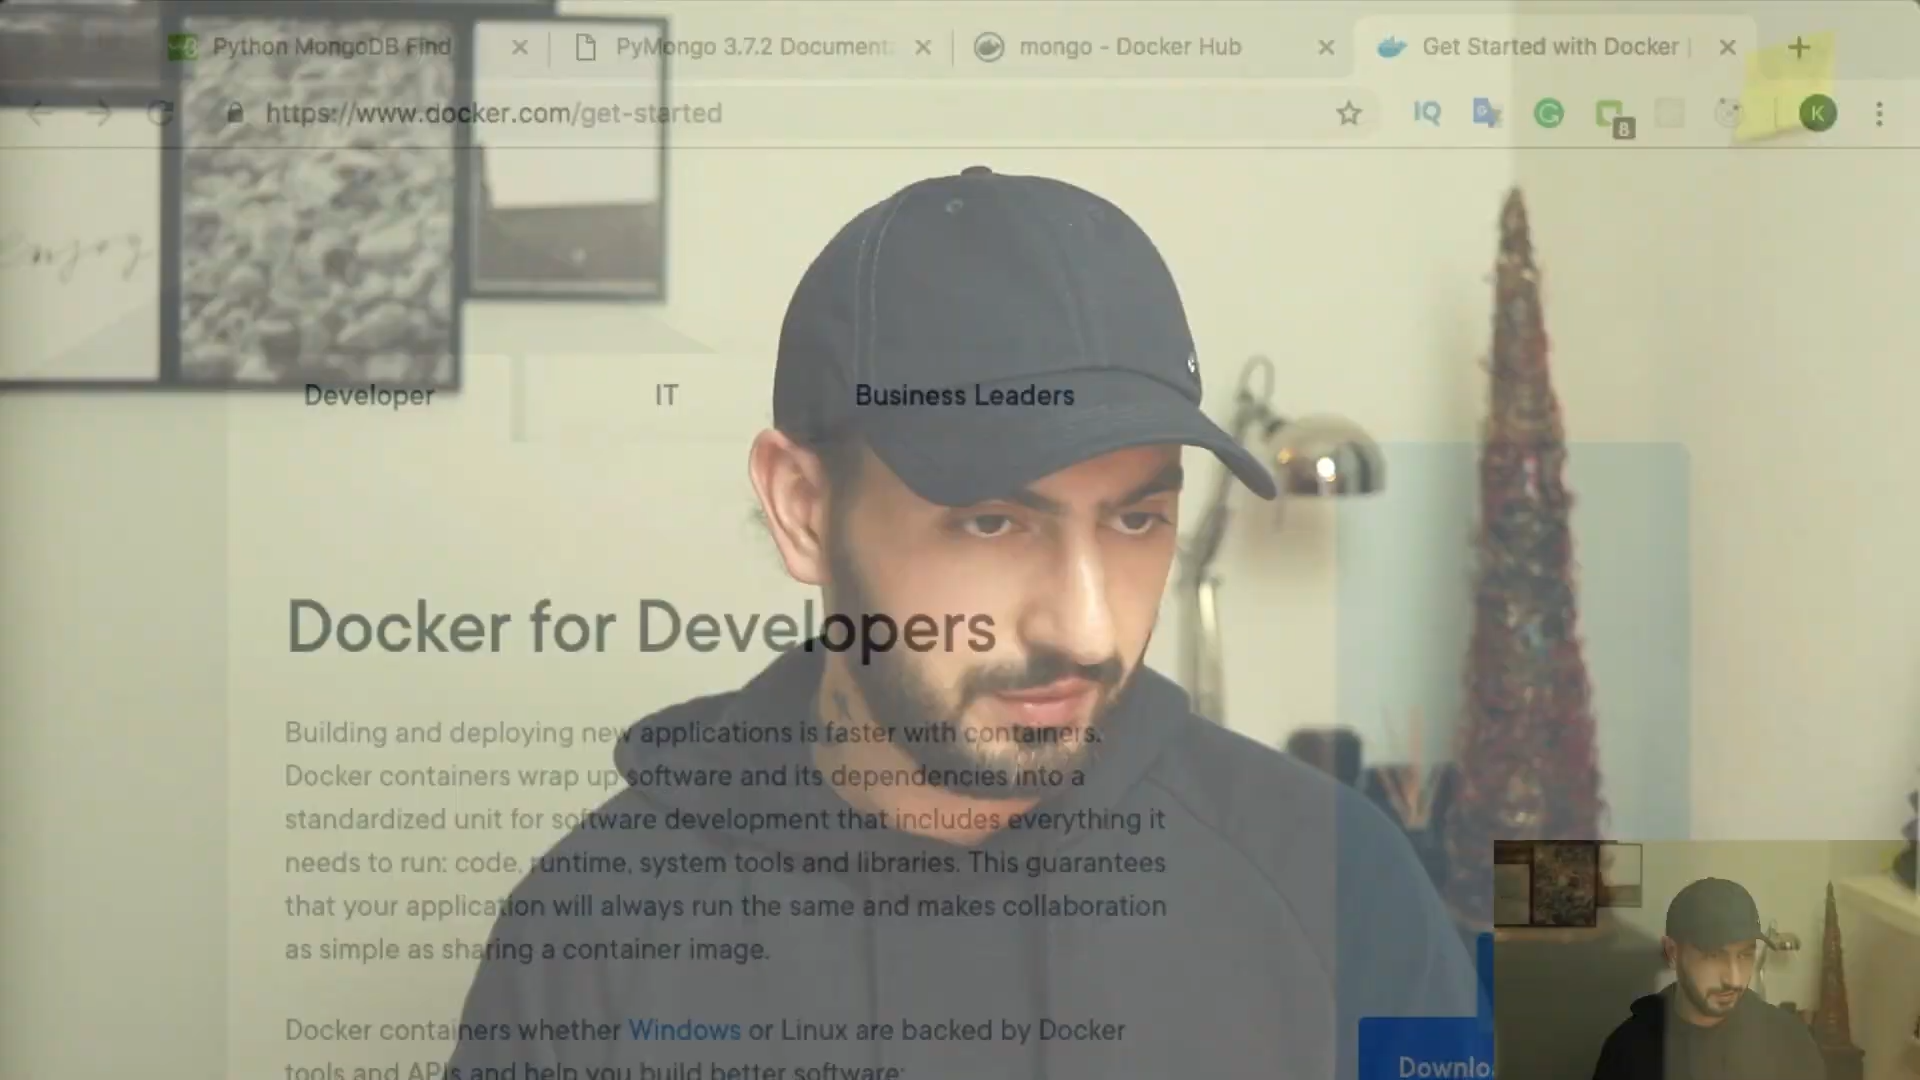 Python MongoDB Find
PyMongo 3.7.2 Document
mongo - Docker Hub
Get Started with Docker |
https://www.docker.com/get-started
IQ
8
K
enjoy
Developer
IT
Business Leaders
Docker for Developers
Building and deploying new applications is faster with containers.
Docker containers wrap up software and its dependencies into a
standardized unit for software development that includes everything it
needs to run: code, runtime, system tools and libraries. This guarantees
that your application will always run the same and makes collaboration
as simple as sharing a container image.
Docker containers whether Windows or Linux are backed by Docker
tools and APIs and help you build better software:
Downlo